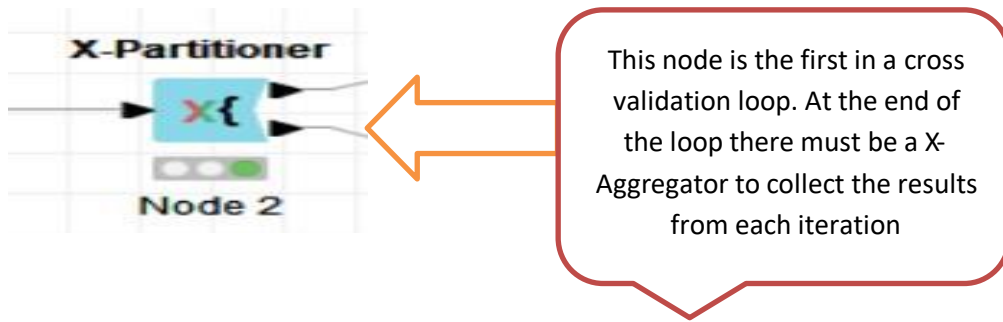 X-Partitioner
X{
Node 2
This node is the first in a cross
validation loop. At the end of
the loop there must be a X-
Aggregator to collect the results
from each iteration